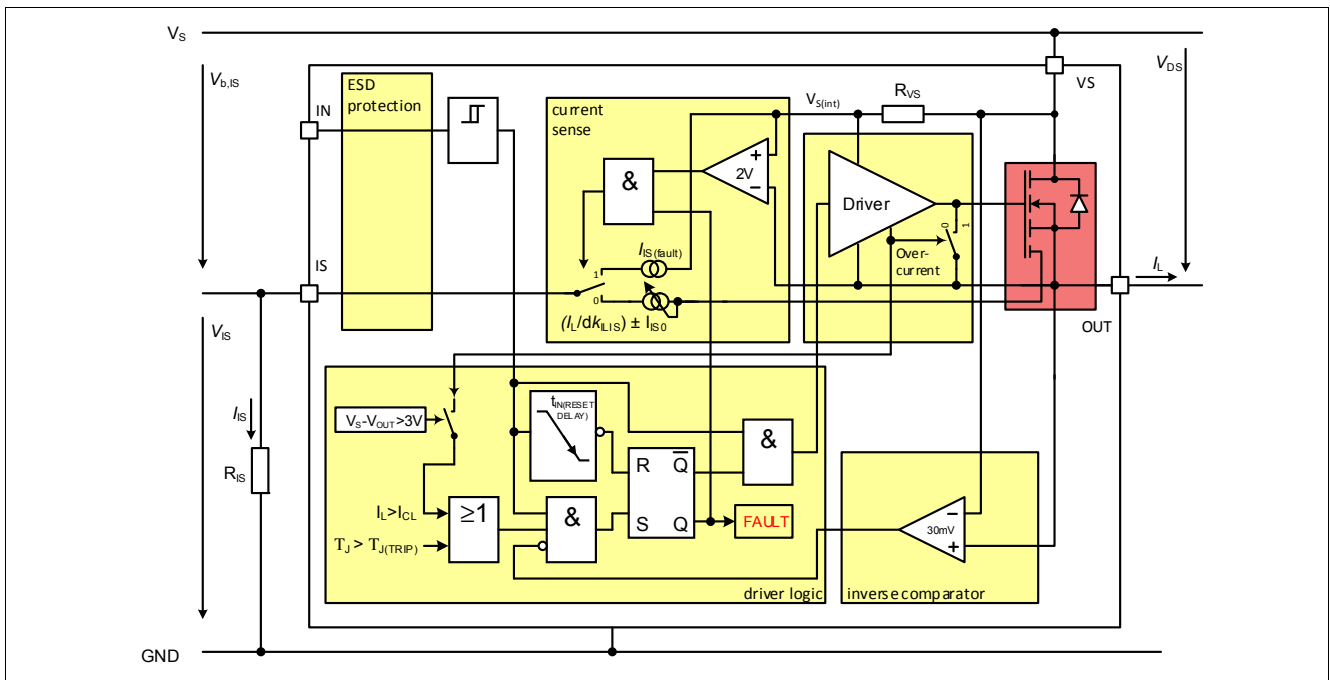 VS
Vb,IS
VDS
ESD
protection
IN
current
sense
VS(int)
RVS
VS
&
+
2V
−
Driver
0
1
Over-
current
IIS(fault)
1
0
(IL/dkILIS) ± IIS0
IS
IL
OUT
VIS
IIS
RIS
VS-VOUT>3V
tIN(RESET
DELAY)
&
R
Q
S
Q
FAULT
IL>ICL
≥1
&
TJ > TJ(TRIP)
−
30mV
+
driver logic
inverse comparator
GND